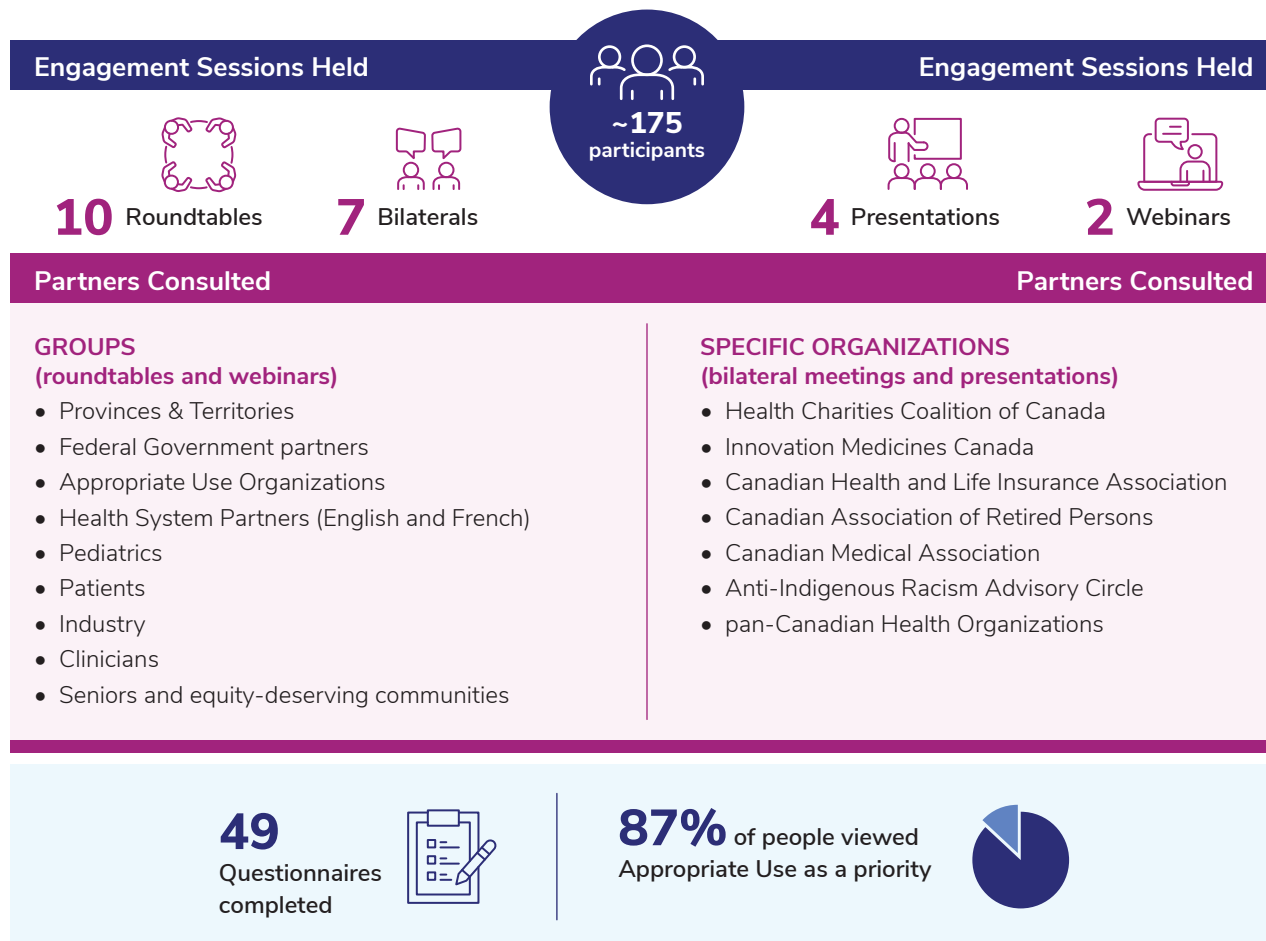 Engagement Sessions Held
~175
participants
Engagement Sessions Held
10 Roundtables
7 Bilaterals
4 Presentations
2 Webinars
Partners Consulted
Partners Consulted
GROUPS
(roundtables and webinars)
• Provinces & Territories
• Federal Government partners
• Appropriate Use Organizations
• Health System Partners (English and French)
• Pediatrics
• Patients
• Industry
• Clinicians
• Seniors and equity-deserving communities
SPECIFIC ORGANIZATIONS
(bilateral meetings and presentations)
• Health Charities Coalition of Canada
• Innovation Medicines Canada
• Canadian Health and Life Insurance Association
• Canadian Association of Retired Persons
• Canadian Medical Association
• Anti-Indigenous Racism Advisory Circle
• pan-Canadian Health Organizations
49
Questionnaires
completed
87% of people viewed
Appropriate Use as a priority